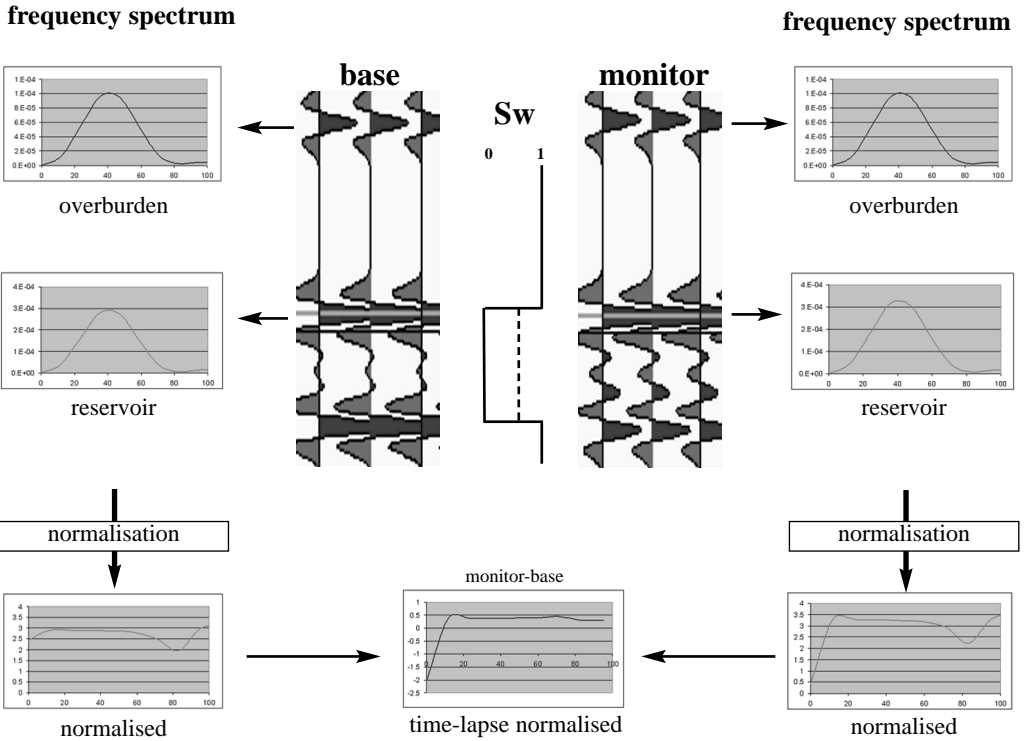 frequency spectrum
frequency spectrum
base
monitor
Sw
0 1
1.E-04
1.E-04
8.E-05
6.E-05
4.E-05
2.E-05
0.E+00
0 20 40 60 80 100
overburden
1.E-04
1.E-04
8.E-05
6.E-05
4.E-05
2.E-05
0.E+00
0 20 40 60 80 100
overburden
4.E-04
3.E-04
2.E-04
1.E-04
0.E+00
0 20 40 60 80 100
reservoir
4.E-04
3.E-04
2.E-04
1.E-04
0.E+00
0 20 40 60 80 100
reservoir
normalisation
normalisation
4
3.5
3
2.5
2
1.5
1
0.5
0
0 20 40 60 80 100
normalised
monitor-base
1
0.5
0
-0.5
-1
-1.5
-2
-2.5
0 20 40 60 80 100
time-lapse normalised
4
3.5
3
2.5
2
1.5
1
0.5
0
0 20 40 60 80 100
normalised